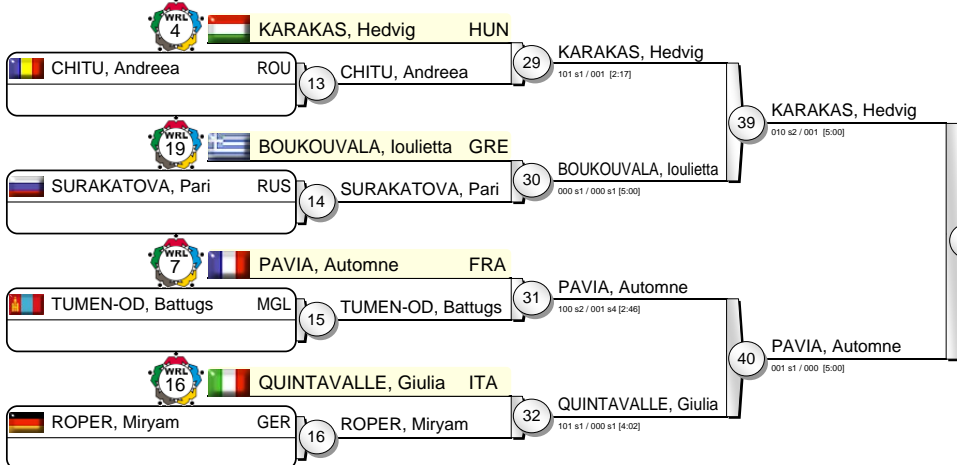 WRL
4
KARAKAS, Hedvig HUN
CHITU, Andreea ROU
13
CHITU, Andreea
29
KARAKAS, Hedvig
101 s1 / 001 [2:17]
39
KARAKAS, Hedvig
010 s2 / 001 [5:00]
WRL
19
BOUKOUVALA, Ioulietta GRE
SURAKATOVA, Pari RUS
14
SURAKATOVA, Pari
30
BOUKOUVALA, Ioulietta
000 s1 / 000 s1 [5:00]
WRL
7
PAVIA, Automne FRA
TUMEN-OD, Battugs MGL
15
TUMEN-OD, Battugs
31
PAVIA, Automne
100 s2 / 001 s4 [2:46]
40
PAVIA, Automne
001 s1 / 000 [5:00]
WRL
16
QUINTAVALLE, Giulia ITA
ROPER, Miryam GER
16
ROPER, Miryam
32
QUINTAVALLE, Giulia
101 s1 / 000 s1 [4:02]